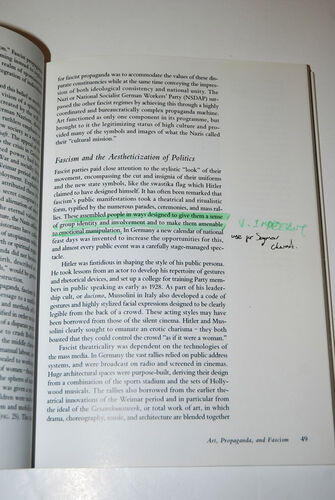 for fascist propaganda was to accommodate the values of these dis-
parate constituencies while at the same time conveying the impres-
sion of both ideological consistency and national unity. The
Nazi or National Socialist German Workers' Party (NSDAP) sur-
passed the other fascist regimes by achieving this through a highly
coordinated and bureaucratically complex propaganda machine.
Art functioned as only one component in its programme, but
brought to it the legitimizing status of high culture and pro-
vided many of the symbols and images of what the Nazis called
their "cultural mission."
Fascism and the Aestheticization of Politics
Fascist parties paid close attention to the stylistic "look" of their
movement, encompassing the cut and insignia of their uniforms
and the new state symbols, like the swastika flag which Hitler
claimed to have designed himself. It has often been remarked that
fascism's public manifestations took a theatrical and ritualistic
form, typified by the numerous parades, ceremonies, and mass ral-
lies. These assembled people in ways designed to give them a sense
of group identity and involvement and to make them amenable
to emotional manipulation. In Germany a new calendar of national
feast days was invented to increase the opportunities for this,
and almost every public event was a carefully stage-managed spec-
tacle.
Hitler was fastidious in shaping the style of his public persona.
He took lessons from an actor to develop his repertoire of gestures
and rhetorical devices, and set up a college for training Party mem-
bers in public speaking as early as 1928. As part of his leader-
ship cult, or ducismo, Mussolini in Italy also developed a code of
gestures and highly stylized facial expressions designed to be clearly
legible from the back of a crowd. These acting styles may have
been borrowed from those of the silent cinema. Hitler and Mus-
solini clearly sought to emanate an erotic charisma – they both
boasted that they could control the crowd "as if it were a woman."
Fascist theatricality was dependent on the technologies of
the mass media. In Germany the vast rallies relied on public address
systems, and were broadcast on radio and screened in cinemas.
Huge architectural spaces were purpose-built, deriving their design
from a combination of the sports stadium and the sets of Holly-
wood musicals. The rallies also borrowed from the earlier the-
atrical innovations of the Weimar period and in particular from
the ideal of the Gesamtkunstwerk, or total work of art, in which
drama, choreography, music, and architecture are blended together
Art, Propaganda, and Fascism 49
use for